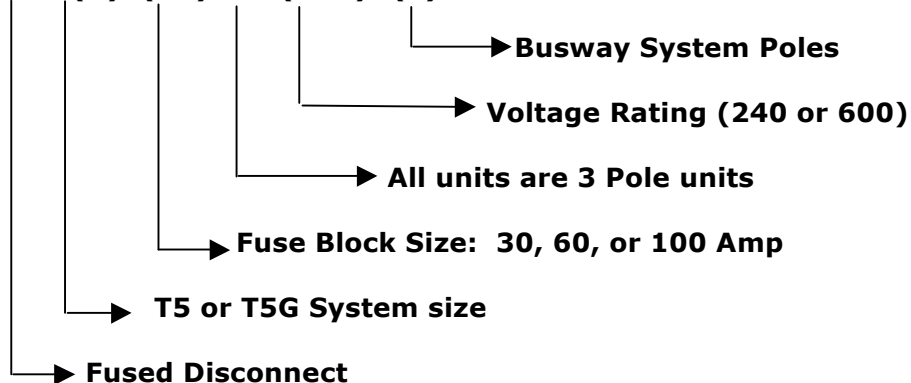 Busway System Poles
Voltage Rating (240 or 600)
All units are 3 Pole units
Fuse Block Size: 30, 60, or 100 Amp
T5 or T5G System size
Fused Disconnect